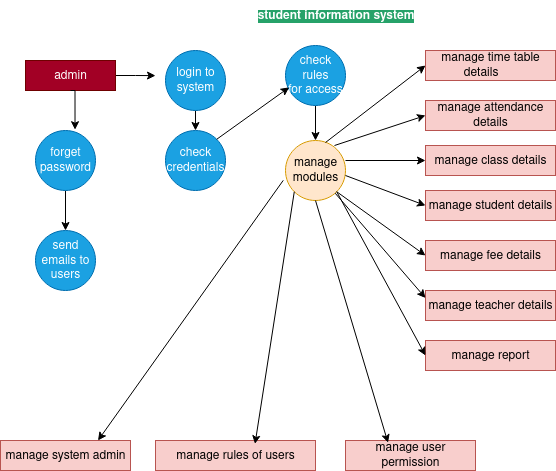 student information system
admin
login to
system
check
rules
for access
manage time table
details
manage attendance
details
forget
password
check
credentials
manage
modules
manage class details
manage student details
send
emails to
users
manage fee details
manage teacher details
manage report
manage system admin
manage rules of users
manage user
permission